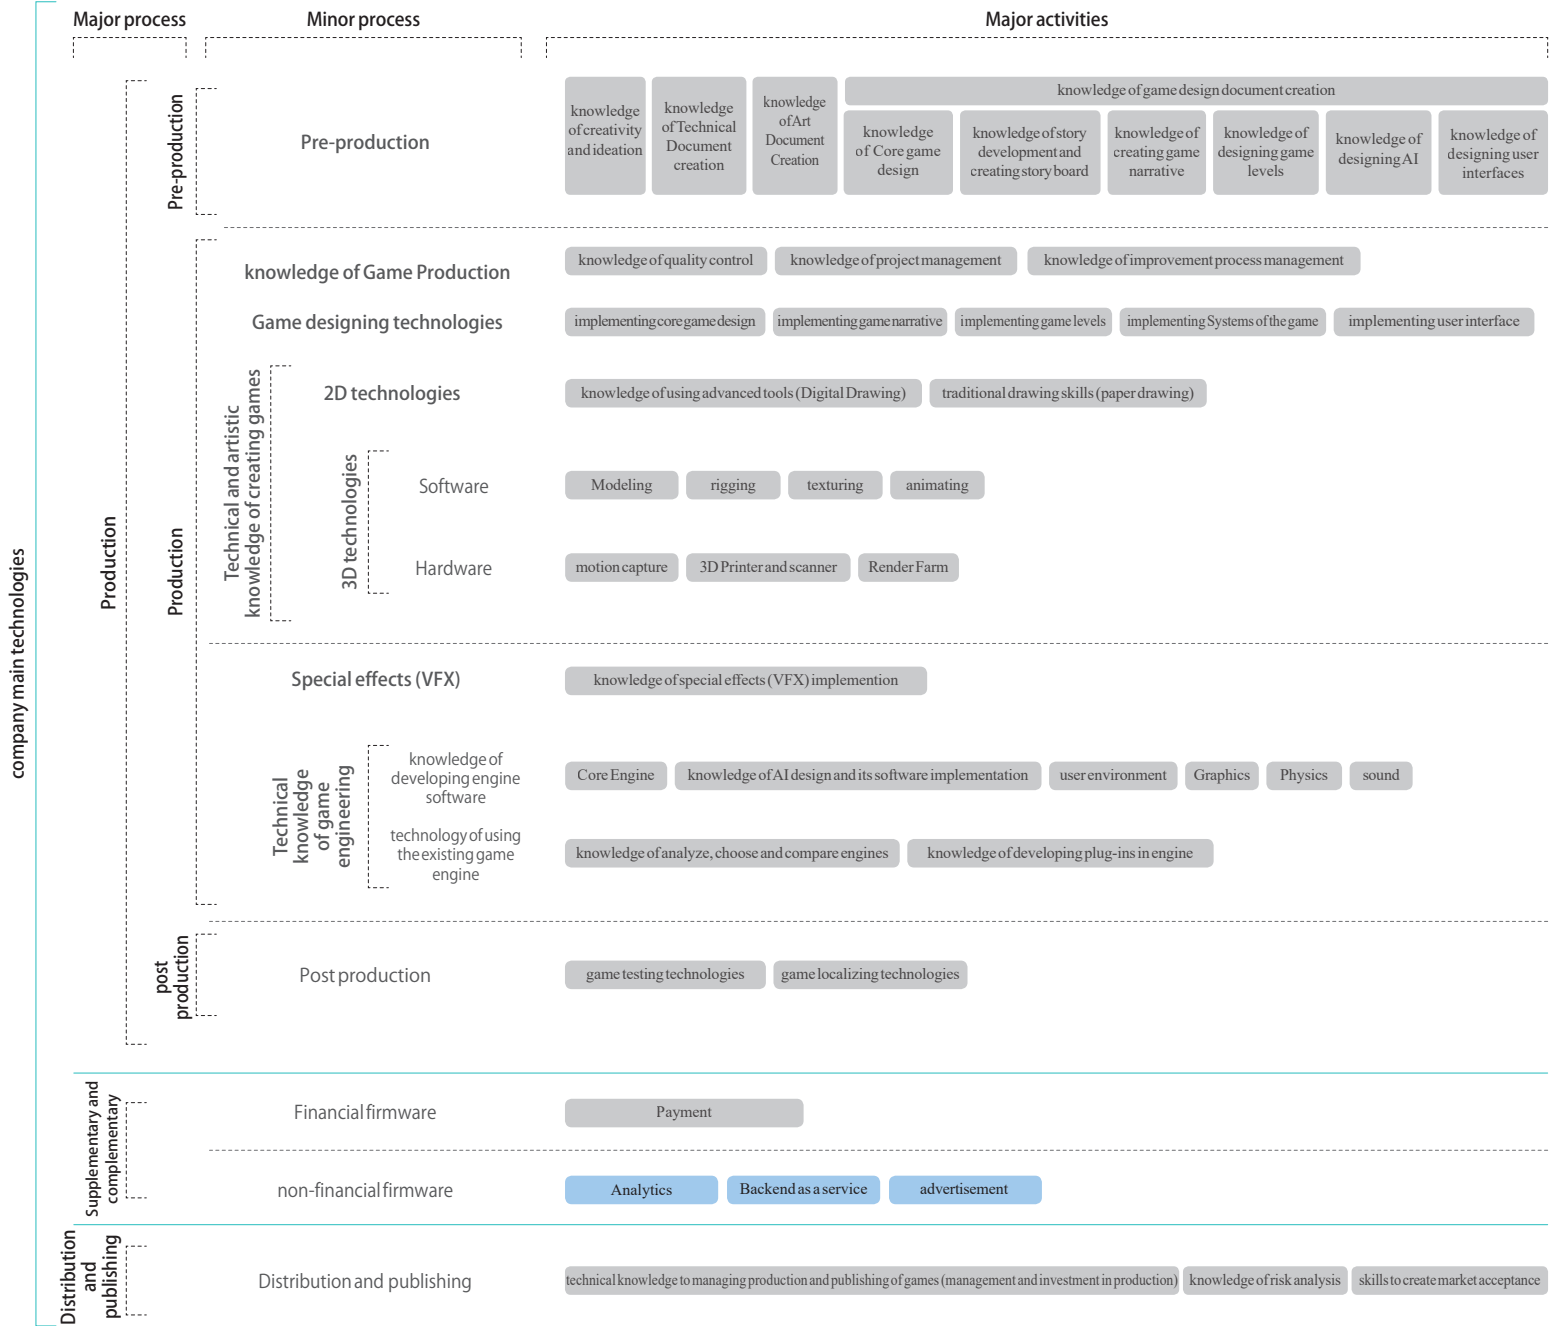 Major process
Minor process
Major activities
company main technologies
Production
Pre-production
Pre-production
knowledge
of creativity
and ideation
knowledge
of Technical
Document
creation
knowledge
of Art
Document
Creation
knowledge of game design document creation
knowledge
of Core game
design
knowledge of story
development and
creating story board
knowledge of
creating game
narrative
knowledge of
designing game
levels
knowledge of
designing AI
knowledge of
designing user
interfaces
Production
knowledge of Game Production
knowledge of quality control
knowledge of project management
knowledge of improvement process management
Game designing technologies
implementing core game design
implementing game narrative
implementing game levels
implementing Systems of the game
implementing user interface
Technical and artistic
knowledge of creating games
2D technologies
knowledge of using advanced tools (Digital Drawing)
traditional drawing skills (paper drawing)
3D technologies
Software
Modeling
rigging
texturing
animating
Hardware
motion capture
3D Printer and scanner
Render Farm
Special effects (VFX)
knowledge of special effects (VFX) implemention
Technical
knowledge
of game
engineering
knowledge of
developing engine
software
Core Engine
knowledge of AI design and its software implementation
user environment
Graphics
Physics
sound
technology of using
the existing game
engine
knowledge of analyze, choose and compare engines
knowledge of developing plug-ins in engine
post
production
Post production
game testing technologies
game localizing technologies
Supplementary and
complementary
Financial firmware
Payment
non-financial firmware
Analytics
Backend as a service
advertisement
Distribution
and
publishing
Distribution and publishing
technical knowledge to managing production and publishing of games (management and investment in production)
knowledge of risk analysis
skills to create market acceptance